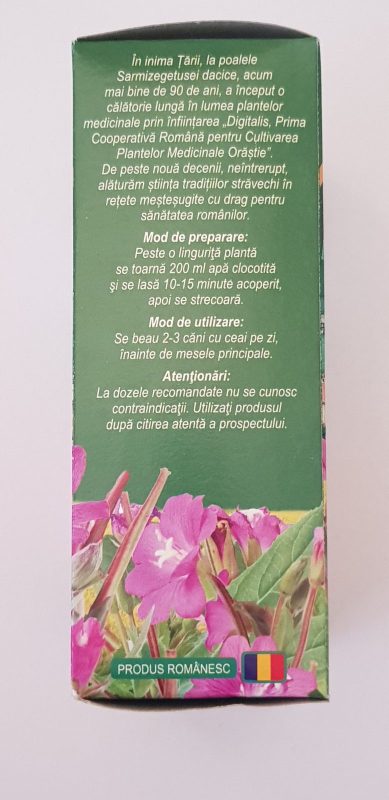 În inima Țării, la poalele
Sarmizegetusei dacice, acum
mai bine de 90 de ani, a început o
călătorie lungă în lumea plantelor
medicinale prin înființarea „Digitalis, Prima
Cooperativă Română pentru Cultivarea
Plantelor Medicinale Orăștie”.
De peste nouă decenii, neîntrerupt,
alăturăm știința tradițiilor străvechi în
rețete meșteșugite cu drag pentru
sănătatea românilor.
Mod de preparare:
Peste o linguriță plantă
se toarnă 200 ml apă clocotită
şi se lasă 10-15 minute acoperit,
apoi se strecoară.
Mod de utilizare:
Se beau 2-3 căni cu ceai pe zi,
înainte de mesele principale.
Atenţionări:
La dozele recomandate nu se cunosc
contraindicaţii. Utilizaţi produsul
după citirea atentă a prospectului.
PRODUS ROMÂNESC